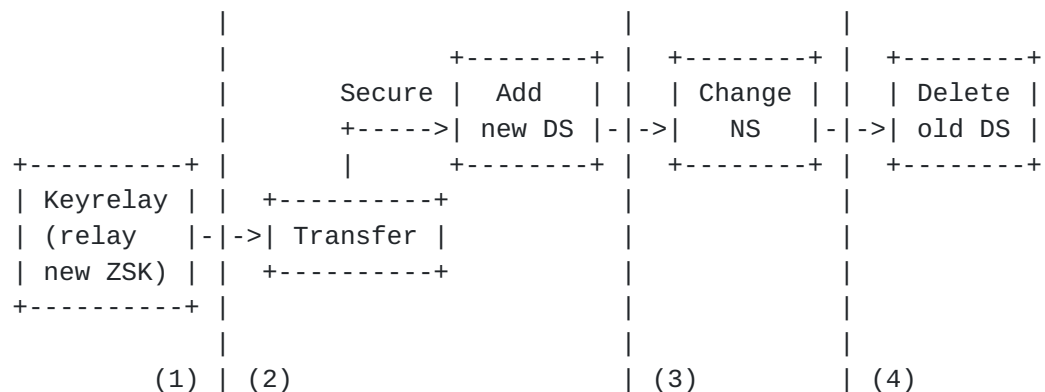 |                          |              |
                |               +--------+ |  +--------+  |  +--------+
                |        Secure |  Add   | |  | Change |  |  | Delete |
                |        +----->| new DS |-|->|   NS   |-|->| old DS |
 +----------+ |        |      +--------+ |  +--------+  |  +--------+
 | Keyrelay | |  +----------+            |              |
 | (relay   |-|->| Transfer |            |              |
 | new ZSK) | |  +----------+            |              |
 +----------+ |                          |              |
                |                          |              |
          (1) | (2)                      | (3)          | (4)